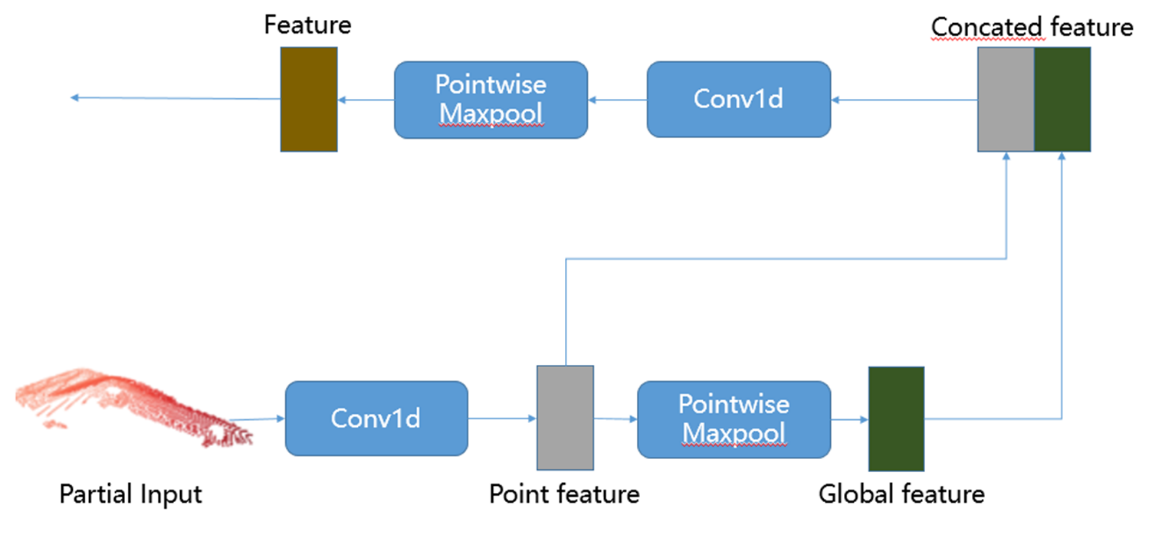 Feature
Concated feature
Pointwise
Maxpool
Conv1d
Conv1d
Pointwise
Maxpool
Partial Input
Point feature
Global feature